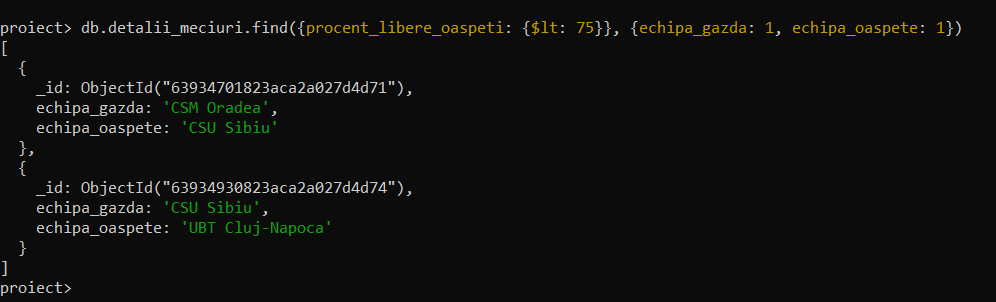 proiect> db.detalii_meciuri.find({procent_libere_oaspeti: {$lt: 75}}, {echipa_gazda: 1, echipa_oaspete: 1})
[
  {
    _id: ObjectId("63934701823aca2a027d4d71"),
    echipa_gazda: 'CSM Oradea',
    echipa_oaspete: 'CSU Sibiu'
  },
  {
    _id: ObjectId("63934930823aca2a027d4d74"),
    echipa_gazda: 'CSU Sibiu',
    echipa_oaspete: 'UBT Cluj-Napoca'
  }
]
proiect>